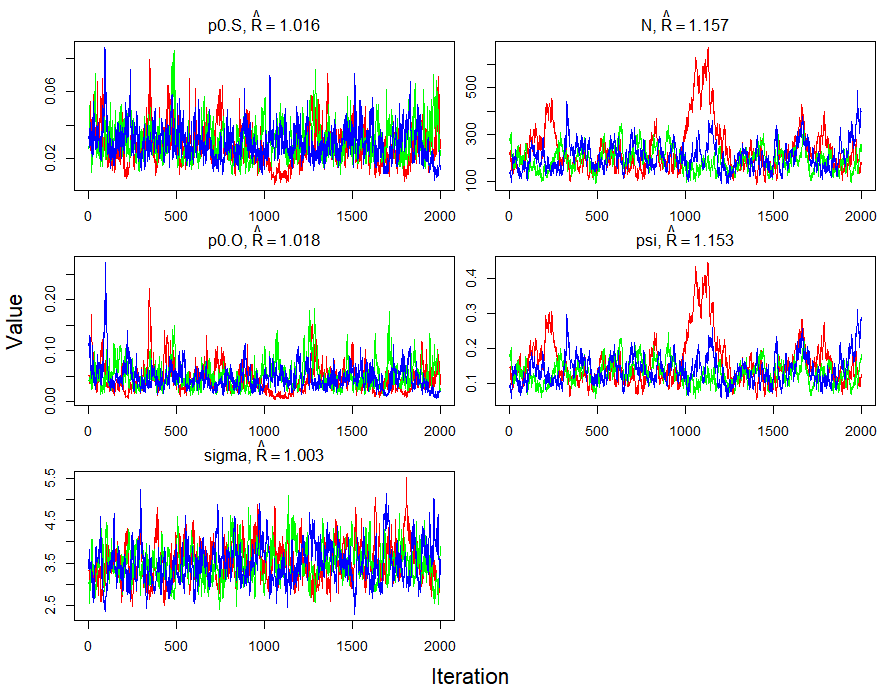 p0.S, R̂ = 1.016
0.06
0.02
0 500 1000 1500 2000
N, R̂ = 1.157
500
300
100
0 500 1000 1500 2000
p0.O, R̂ = 1.018
0.20
0.10
0.00
0 500 1000 1500 2000
psi, R̂ = 1.153
0.4
0.3
0.2
0.1
0 500 1000 1500 2000
sigma, R̂ = 1.003
5.5
4.5
3.5
2.5
0 500 1000 1500 2000
Value
Iteration